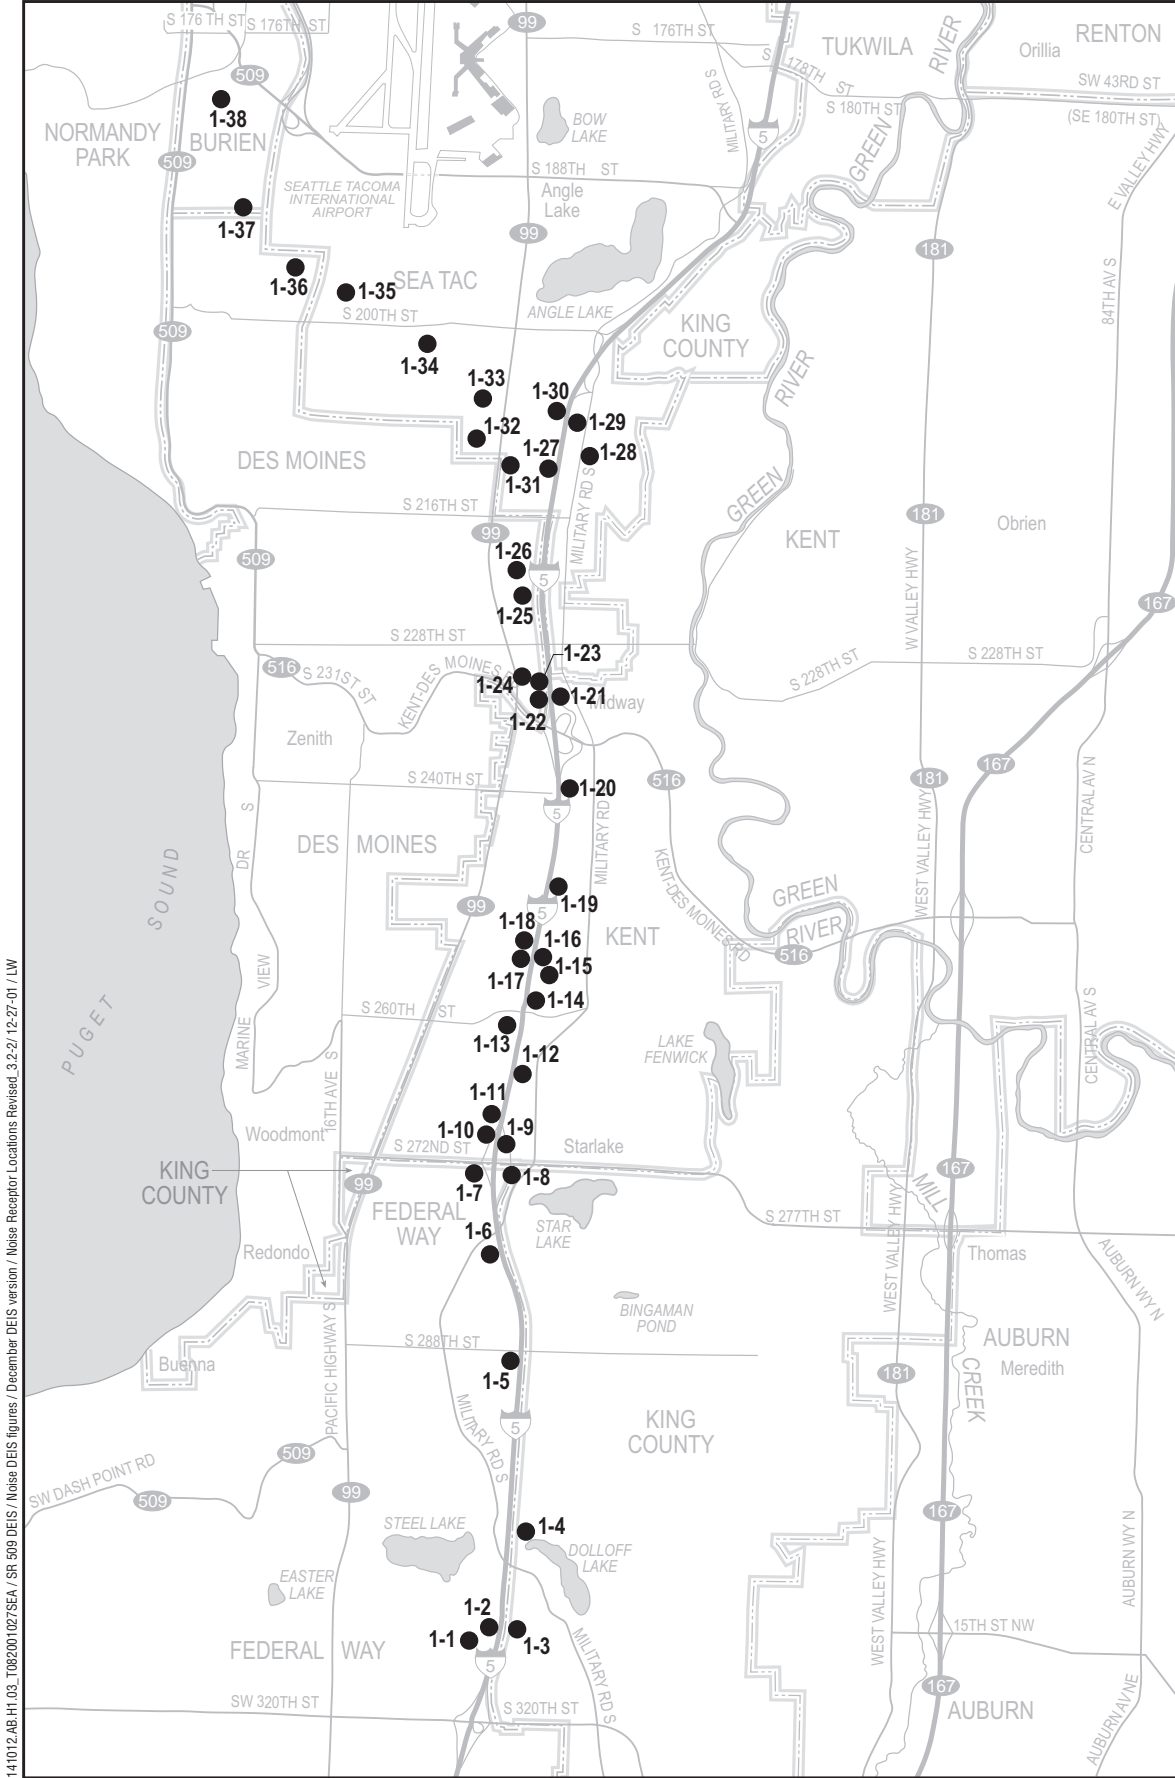 S 176TH ST
S 176TH ST
99
S 176TH ST
TUKWILA
RIVER
Orillia
RENTON
509
S 178TH ST
MILITARY RD S
S 180TH ST
SW 43RD ST
(SE 180TH ST)
1-38
NORMANDY
PARK
BURIEN
BOW
LAKE
5
GREEN
E VALLEY HWY
509
S 188TH ST
SEATTLE TACOMA
INTERNATIONAL
AIRPORT
Angle
Lake
1-37
99
181
1-36
1-35
SEA TAC
84TH AV S
S 200TH ST
ANGLE LAKE
KING
COUNTY
509
1-34
RIVER
1-33
1-30
1-29
1-32
1-27
1-28
DES MOINES
1-31
GREEN
S 216TH ST
MILITARY RD S
181
Obrien
99
KENT
509
1-26
5
1-25
W VALLEY HWY
167
S 228TH ST
1-23
S 228TH ST
S 228TH ST
516
S 231ST ST
KENT-DES MOINES
1-24
1-21
Midway
1-22
Zenith
167
S 240TH ST
516
181
1-20
5
MARINE VIEW DR S
DES MOINES
MILITARY RD
WEST VALLEY HWY
CENTRAL AV N
PUGET SOUND
KENT-DES MOINES RD
GREEN
RIVER
1-19
99
5
1-18
KENT
1-16
516
1-17
1-15
1-14
S 260TH ST
CENTRAL AV S
1-13
LAKE
FENWICK
1-12
16TH AVE S
1-11
Woodmont
1-10
1-9
S 272ND ST
Starlake
KING
COUNTY
167
99
1-7
1-8
MILL
FEDERAL
WAY
STAR
LAKE
S 277TH ST
WEST VALLEY HWY
1-6
Redondo
Thomas
AUBURN WY N
BINGAMAN
POND
PACIFIC HIGHWAY S
S 288TH ST
AUBURN
Buenna
Meredith
1-5
181
CREEK
MILITARY RD S
5
KING
COUNTY
509
SW DASH POINT RD
509
99
167
STEEL LAKE
1-4
DOLLOFF
LAKE
EASTER
LAKE
WEST VALLEY HWY
AUBURN WY N
1-2
1-1
1-3
15TH ST NW
FEDERAL WAY
5
MILITARY RD S
167
SW 320TH ST
S 320TH ST
AUBURN
AUBURN AV NE
141012.AB.H1.03_T082001027SEA / SR 509 DEIS / Noise DEIS figures / December DEIS version / Noise Receptor Locations Revised_3.2-2/ 12-27-01 / LW